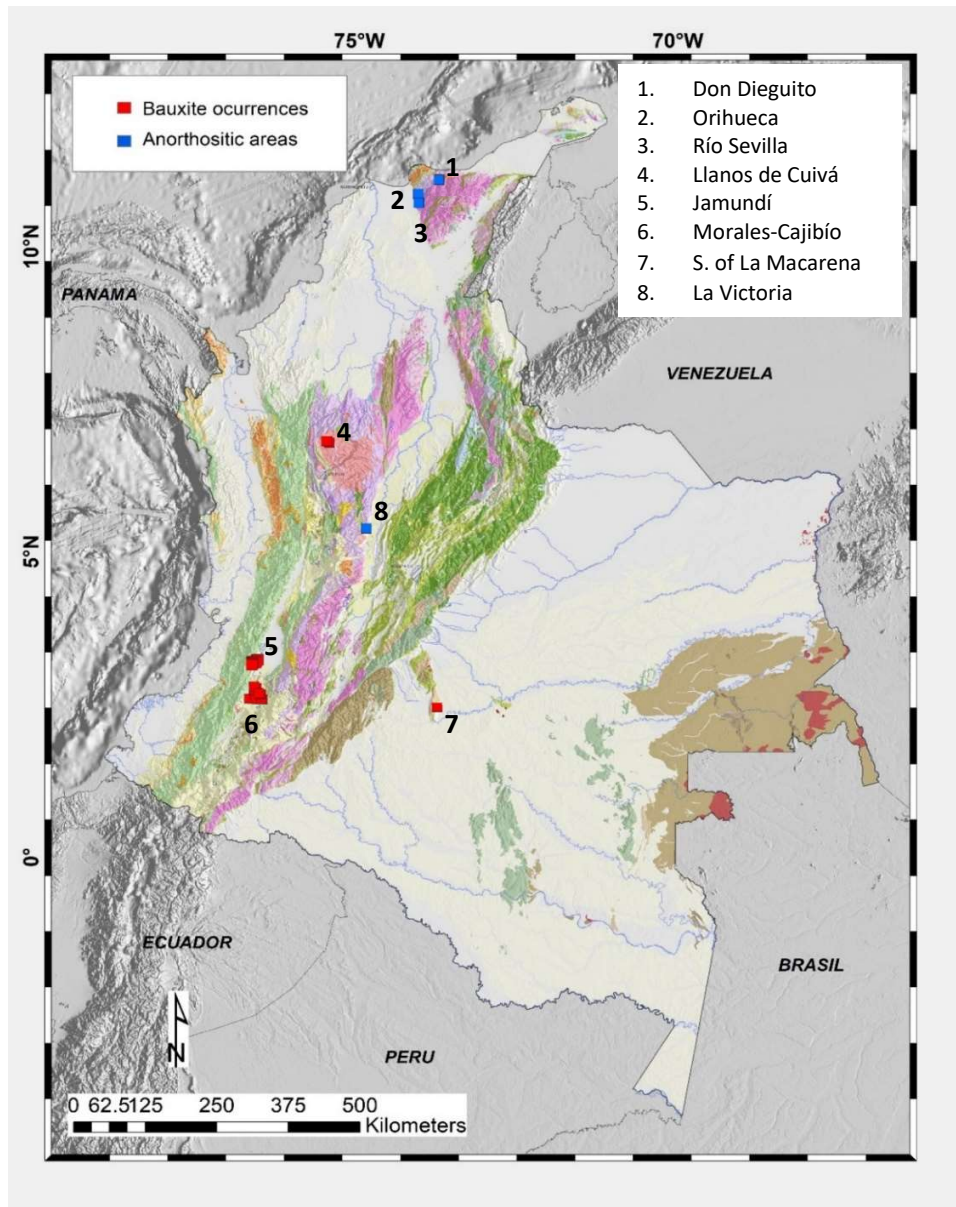 75°W
70°W
Bauxite ocurrences
Anorthositic areas
1. Don Dieguito
2. Orihueca
3. Río Sevilla
4. Llanos de Cuivá
5. Jamundí
6. Morales-Cajibío
7. S. of La Macarena
8. La Victoria
1
2
3
10°N
PANAMA
VENEZUELA
4
8
5°N
5
6
7
0°
ECUADOR
BRASIL
N
PERU
0 62.5125 250 375 500
Kilometers